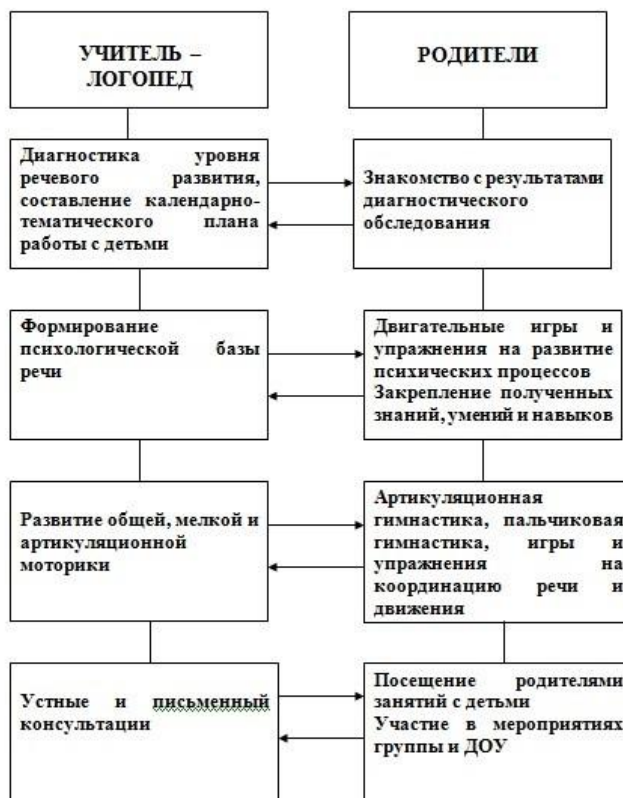 УЧИТЕЛЬ –
ЛОГОПЕД
РОДИТЕЛИ
Диагностика уровня
речевого развития,
составление календарно-
тематического плана
работы с детьми
Знакомство с результатами
диагностического
обследования
Формирование
психологической базы
речи
Двигательные игры и
упражнения на развитие
психических процессов
Закрепление полученных
знаний, умений и навыков
Развитие общей, мелкой и
артикуляционной
моторики
Артикуляционная
гимнастика, пальчиковая
гимнастика, игры и
упражнения на
координацию речи и
движения
Устные и письменный
консультации
Посещение родителями
занятий с детьми
Участие в мероприятиях
группы и ДОУ